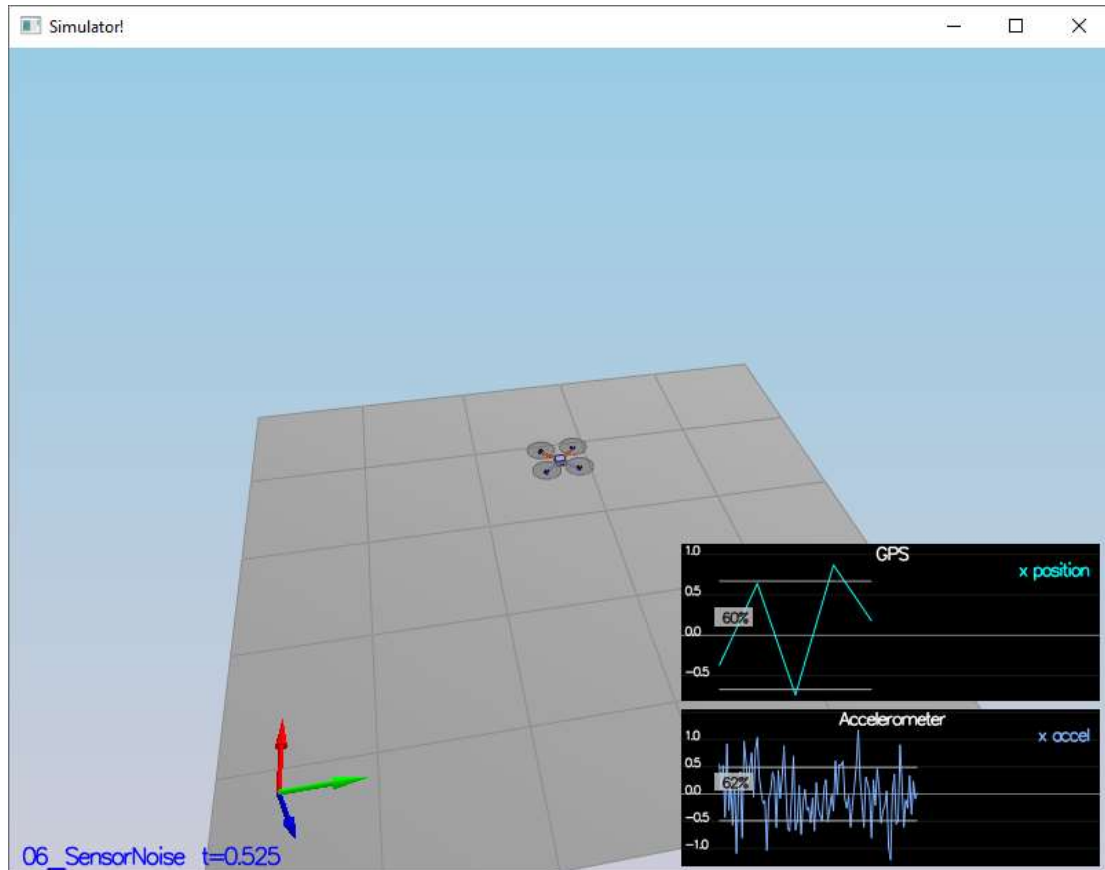 Simulator!
GPS
x position
1.0
0.5
60%
0.0
-0.5
Accelerometer
x accel
1.0
0.5
62%
0.0
-0.5
-1.0
06_SensorNoise t=0.525